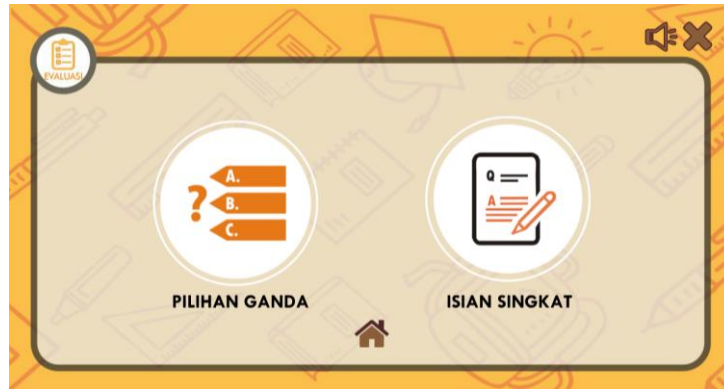 EVALUASI
A.
B.
C.
?
Q
A
PILIHAN GANDA
ISIAN SINGKAT